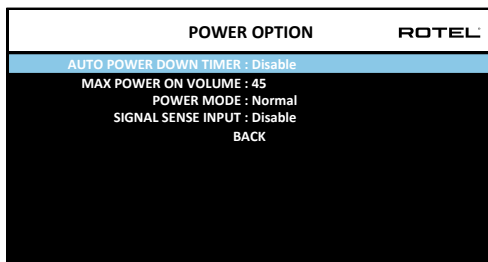 POWER OPTION ROTEL
AUTO POWER DOWN TIMER : Disable
MAX POWER ON VOLUME : 45
POWER MODE : Normal
SIGNAL SENSE INPUT : Disable
BACK